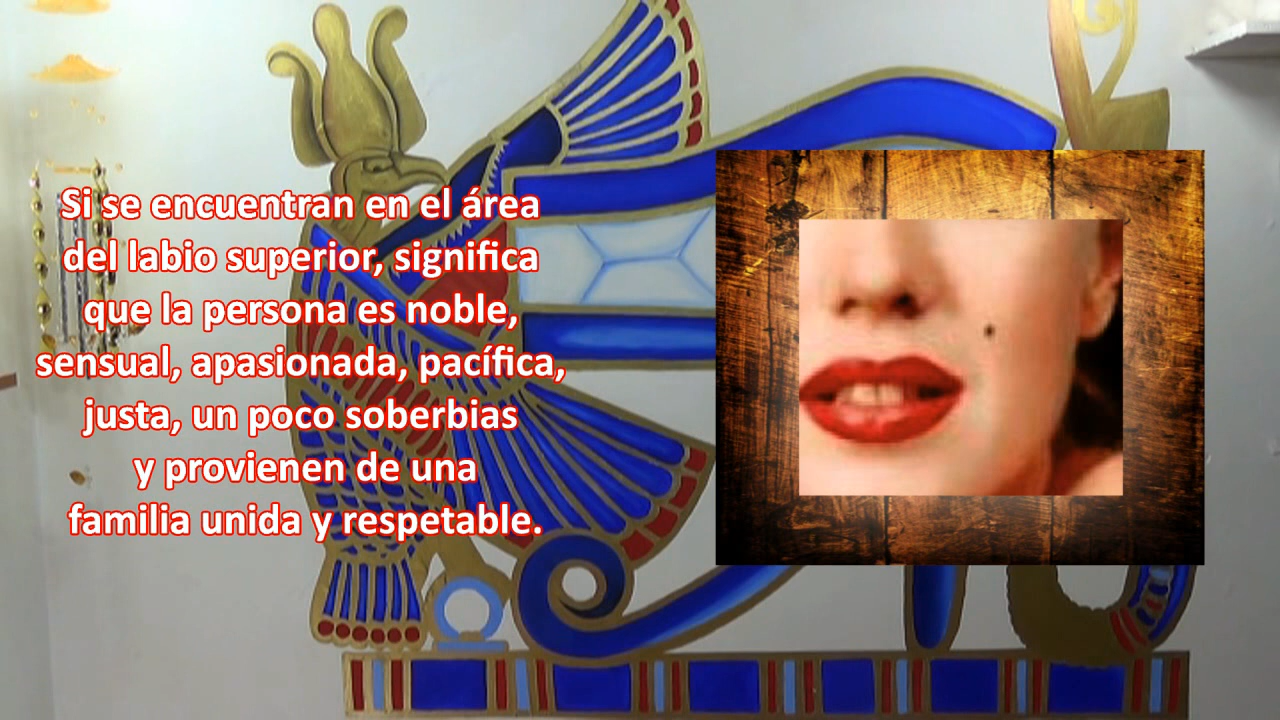 Si se encuentran en el área
del labio superior, significa
que la persona es noble,
sensual, apasionada, pacífica,
justa, un poco soberbias
y provienen de una
familia unida y respetable.